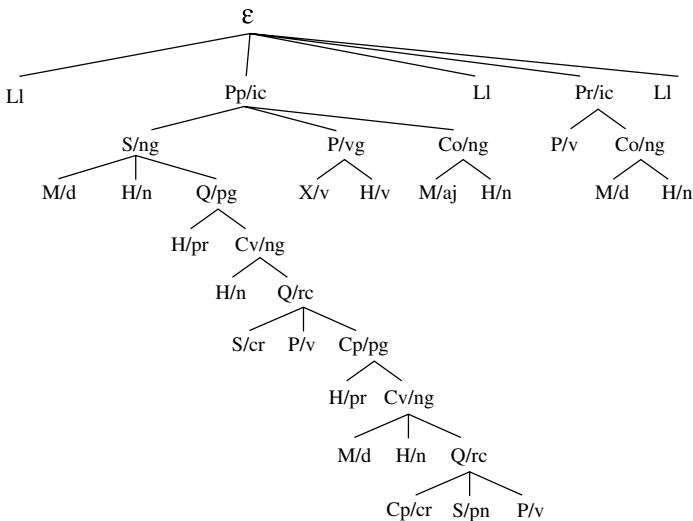 ε
Ll Pp/ic Ll Pr/ic Ll
S/ng P/vg Co/ng P/v Co/ng
M/d H/n Q/pg X/v H/v M/aj H/n M/d H/n
H/pr Cv/ng
H/n Q/rc
S/cr P/v Cp/pg
H/pr Cv/ng
M/d H/n Q/rc
Cp/cr S/pn P/v